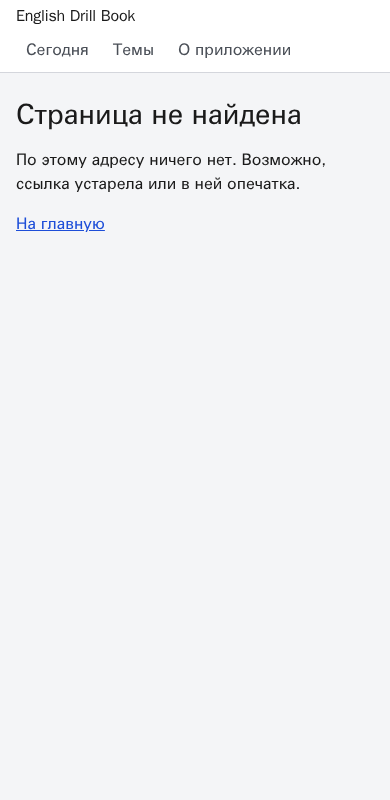 English Drill Book
Сегодня Темы О приложении
Страница не найдена
По этому адресу ничего нет. Возможно,
ссылка устарела или в ней опечатка.
На главную